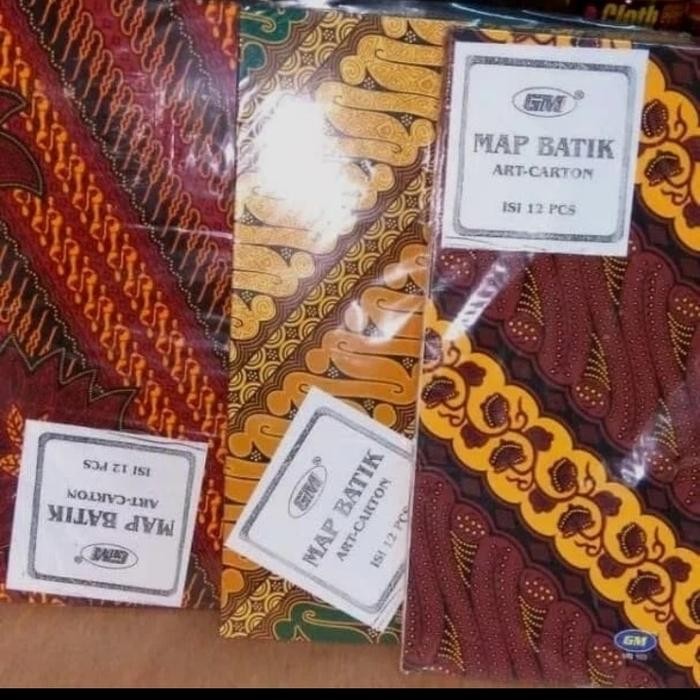 Cloth
GM®
MAP BATIK
ART-CARTON
ISI 12 PCS
GM®
MAP BATIK
ART-CARTON
ISI 12 PCS
GM®
MAP BATIK
ART-CARTON
ISI 12 PCS
GM